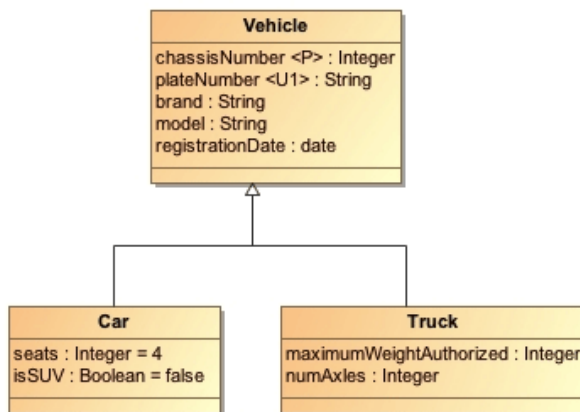 Vehicle
chassisNumber <P> : Integer
plateNumber <U1> : String
brand : String
model : String
registrationDate : date
Car
seats : Integer = 4
isSUV : Boolean = false
Truck
maximumWeightAuthorized : Integer
numAxles : Integer